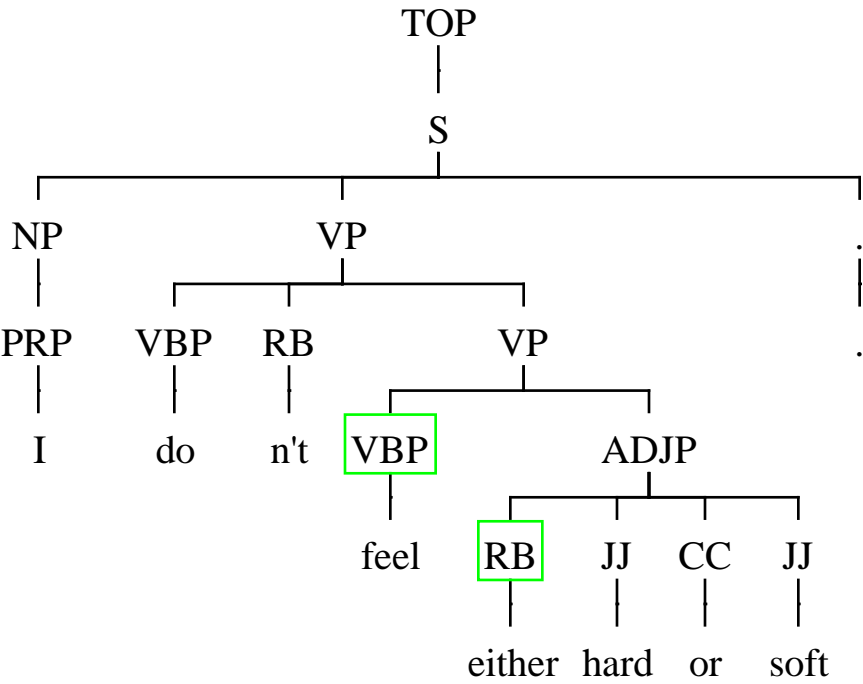 TOP
S
NP VP .
PRP VBP RB VP .
I do n't VBP ADJP
feel RB JJ CC JJ
either hard or soft